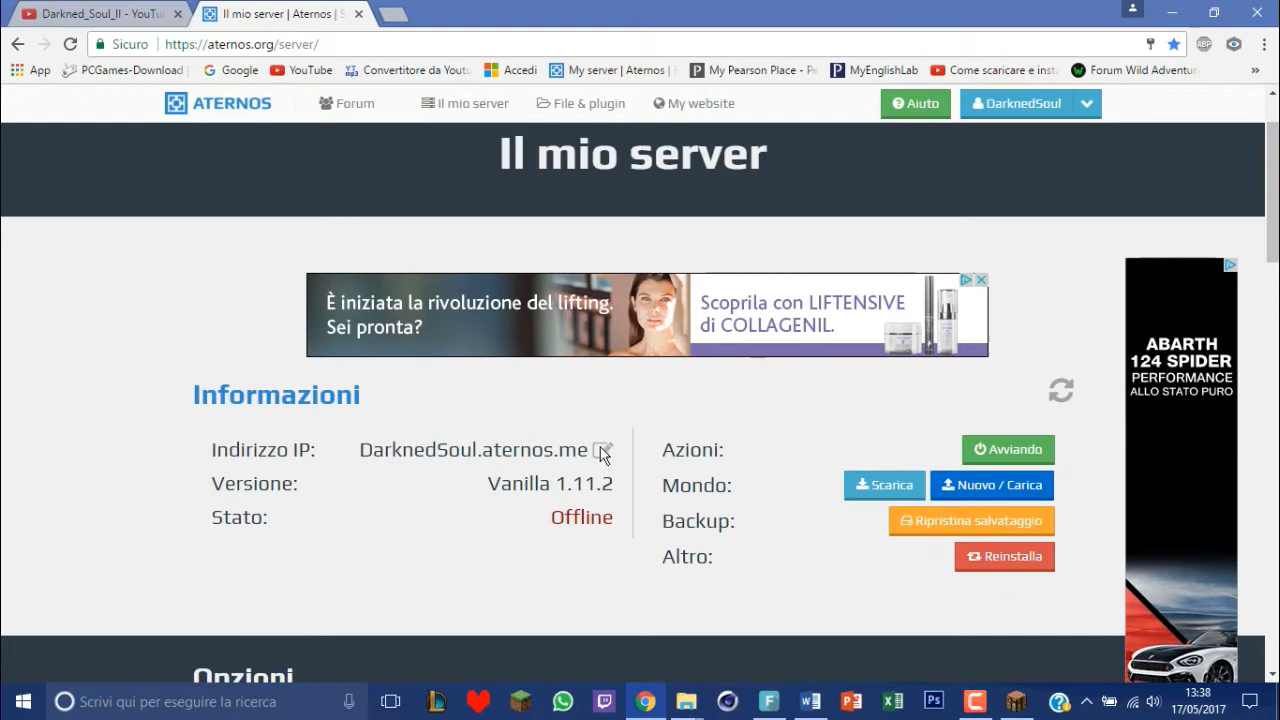 Darkned_Soul_II - YouTu
Il mio server | Aternos | S
Sicuro
https://aternos.org/server/
ABP
App
PCGames-Download
Google
YouTube
Convertitore da Youtu
Accedi
My server | Aternos |
My Pearson Place - Pe
MyEnglishLab
Come scaricare e insta
Forum Wild Adventur
ATERNOS
Forum
Il mio server
File & plugin
My website
Aiuto
DarknedSoul
Il mio server
È iniziata la rivoluzione del lifting.
Sei pronta?
Scoprila con LIFTENSIVE
di COLLAGENIL.
ABARTH
124 SPIDER
PERFORMANCE
ALLO STATO PURO
Informazioni
Indirizzo IP: DarknedSoul.aternos.me
Versione: Vanilla 1.11.2
Stato: Offline
Azioni: Avviando
Mondo: Scarica Nuovo / Carica
Backup: Ripristina salvataggio
Altro: Reinstalla
Opzioni
Scrivi qui per eseguire la ricerca
13:38
17/05/2017